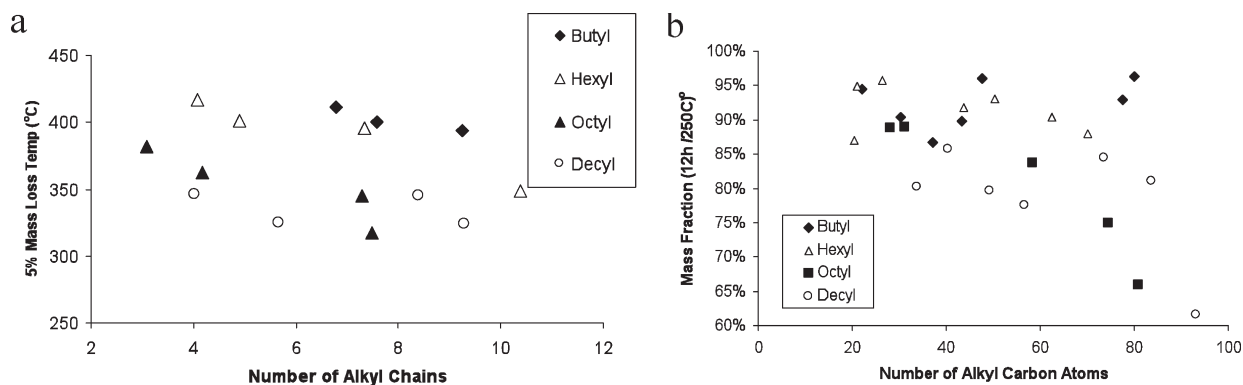 a
450
400
350
300
250
5% Mass Loss Temp (°C)
2 4 6 8 10 12
Number of Alkyl Chains
Butyl
Hexyl
Octyl
Decyl
b
100%
95%
90%
85%
80%
75%
70%
65%
60%
Mass Fraction (12h /250C)º
Butyl
Hexyl
Octyl
Decyl
0 20 40 60 80 100
Number of Alkyl Carbon Atoms